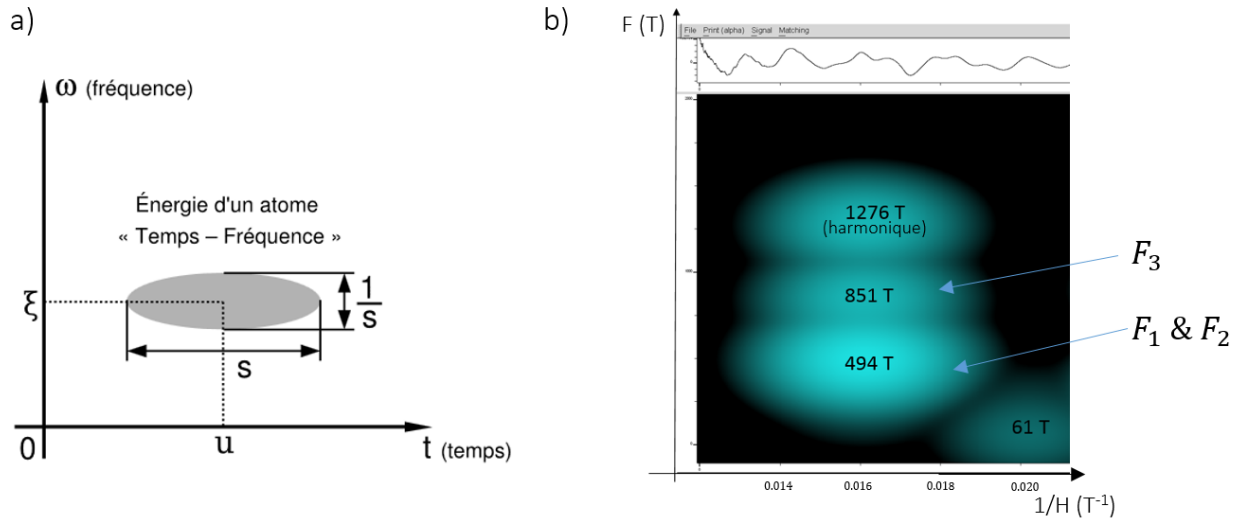 a)
ω (fréquence)
Énergie d'un atome
« Temps – Fréquence »
ξ
1
s
s
0
u
t (temps)
b)
F (T)
File Print (alpha) Signal Matching
1276 T
(harmonique)
F₃
851 T
F₁ & F₂
494 T
61 T
0.014 0.016 0.018 0.020
1/H (T⁻¹)